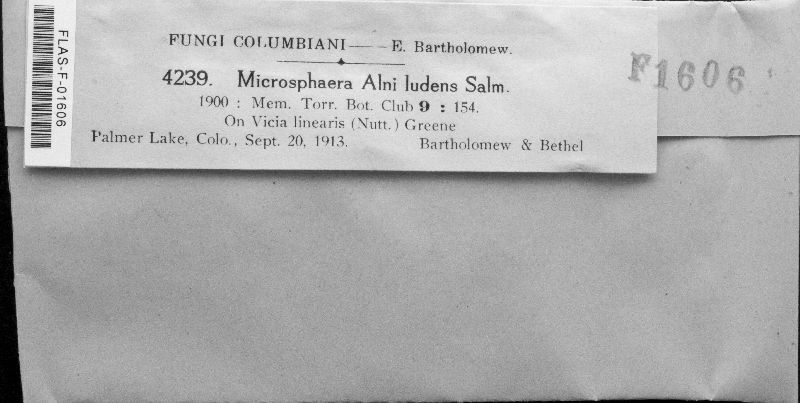 FUNGI COLUMBIANI—— E. Bartholomew.
4239. Microsphaera Alni ludens Salm.
1900 : Mem. Torr. Bot. Club 9 : 154.
On Vicia linearis (Nutt.) Greene
Palmer Lake, Colo., Sept. 20, 1913. Bartholomew & Bethel
FLAS-F-01606
F1606